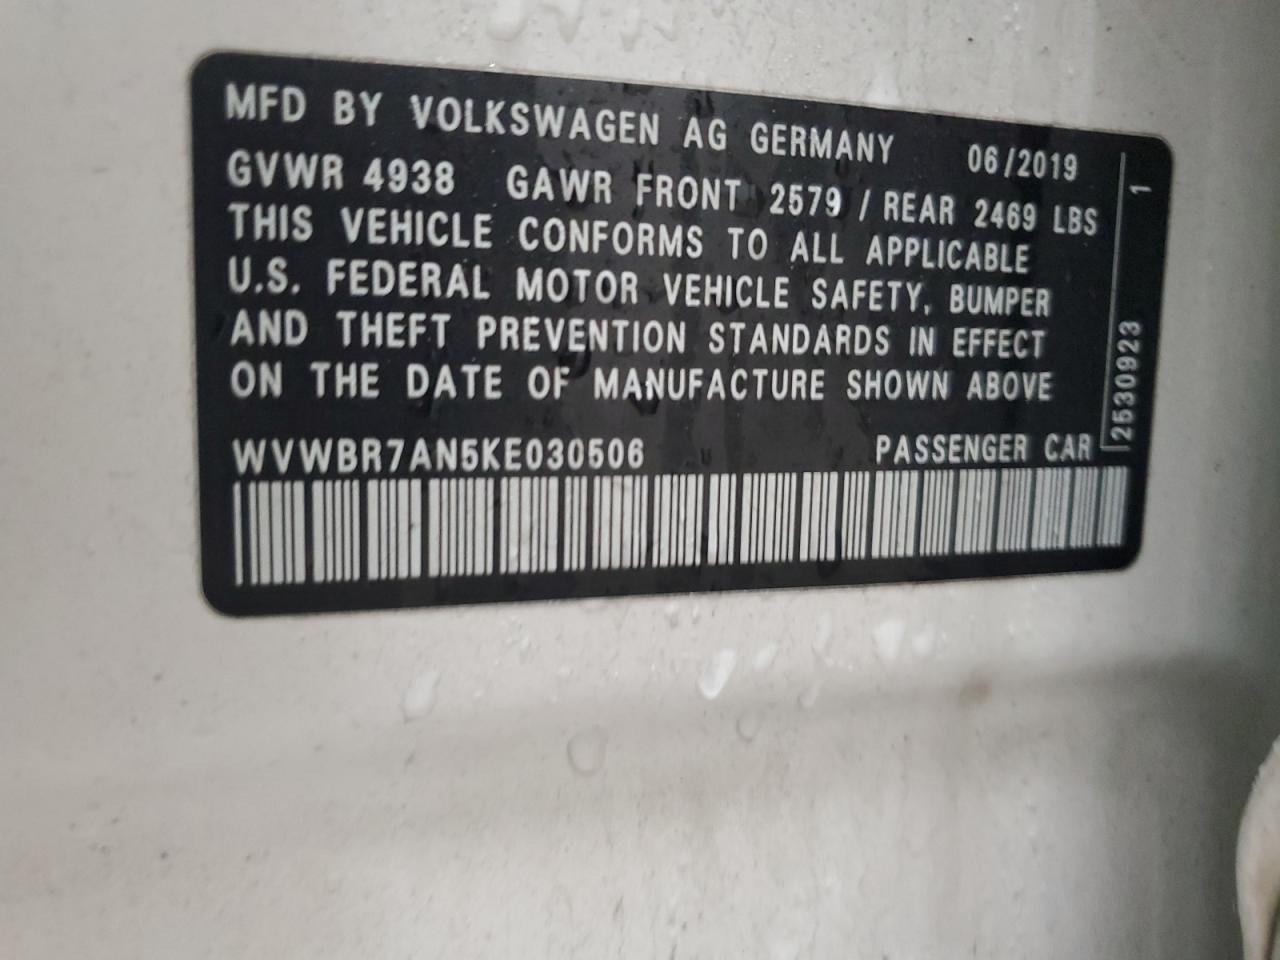 MFD BY VOLKSWAGEN AG GERMANY 06/2019
GVWR 4938 GAWR FRONT 2579 / REAR 2469 LBS
THIS VEHICLE CONFORMS TO ALL APPLICABLE
U.S. FEDERAL MOTOR VEHICLE SAFETY, BUMPER
AND THEFT PREVENTION STANDARDS IN EFFECT
ON THE DATE OF MANUFACTURE SHOWN ABOVE
WVWBR7AN5KE030506 PASSENGER CAR
2530923 1